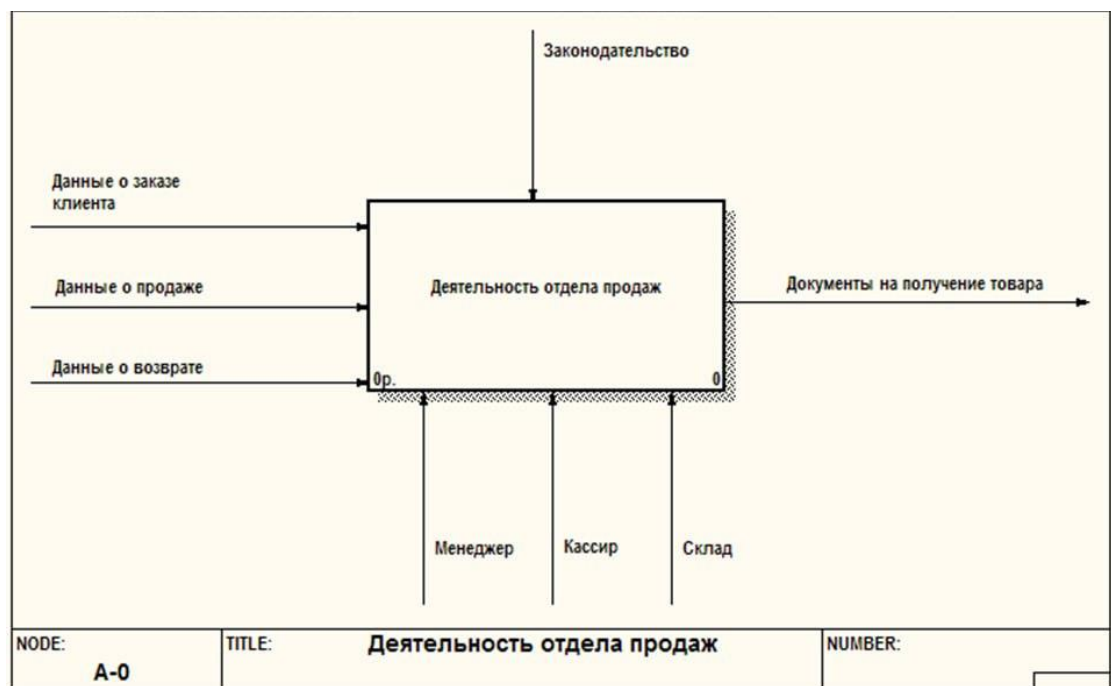 Законодательство
Данные о заказе
клиента
Данные о продаже
Деятельность отдела продаж
Документы на получение товара
Данные о возврате
0р.
0
Менеджер
Кассир
Склад
NODE:
A-0
TITLE:
Деятельность отдела продаж
NUMBER: